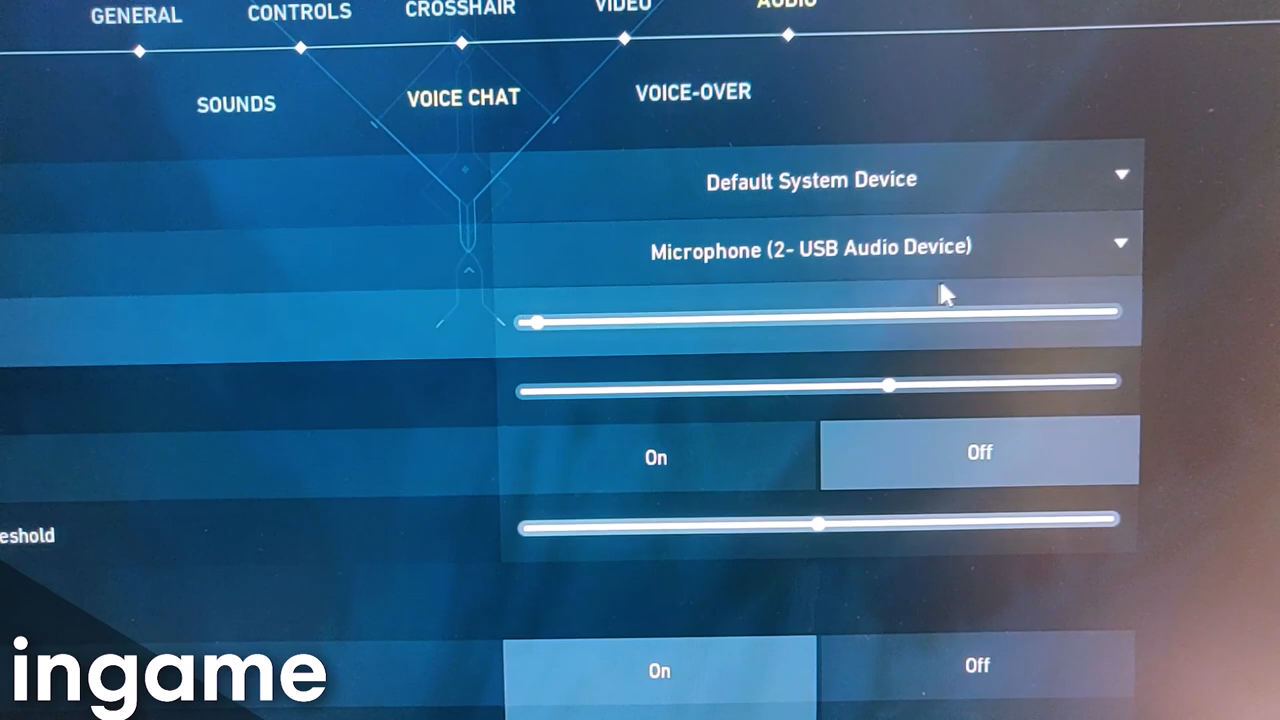 GENERAL
CONTROLS
CROSSHAIR
VIDEO
AUDIO
SOUNDS
VOICE CHAT
VOICE-OVER
Default System Device
Microphone (2- USB Audio Device)
On
Off
eshold
On
Off
ingame